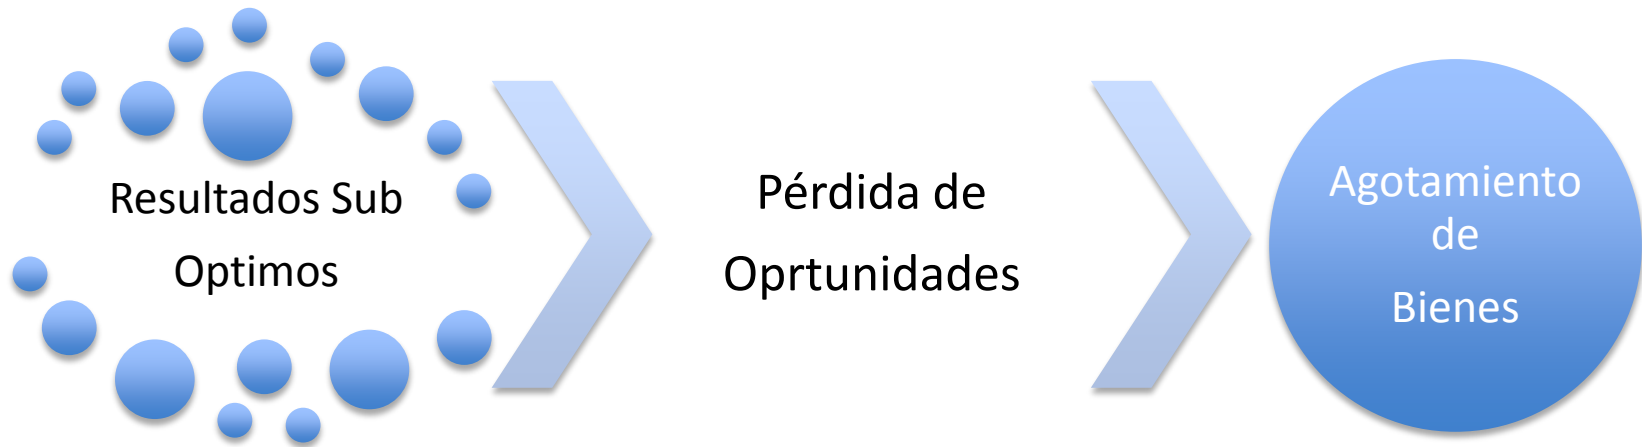 Resultados Sub
Optimos
Pérdida de
Oprtunidades
Agotamiento
de
Bienes